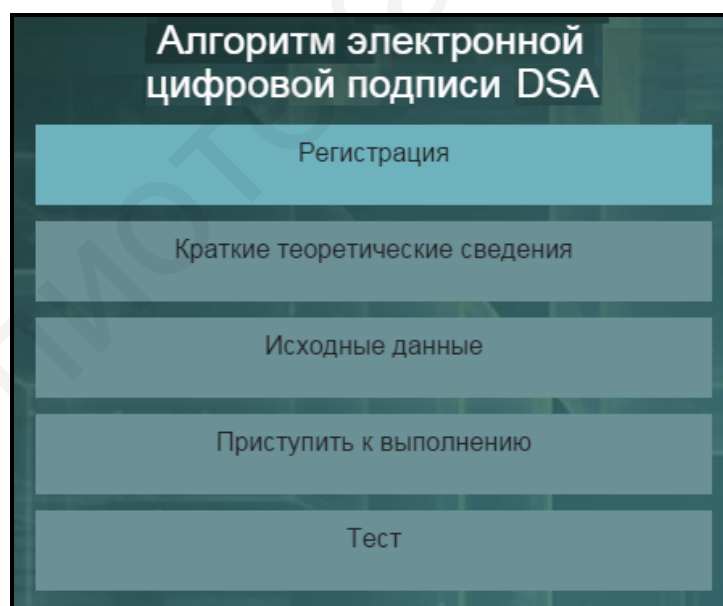 Алгоритм электронной
цифровой подписи DSA
Регистрация
Краткие теоретические сведения
Исходные данные
Приступить к выполнению
Тест